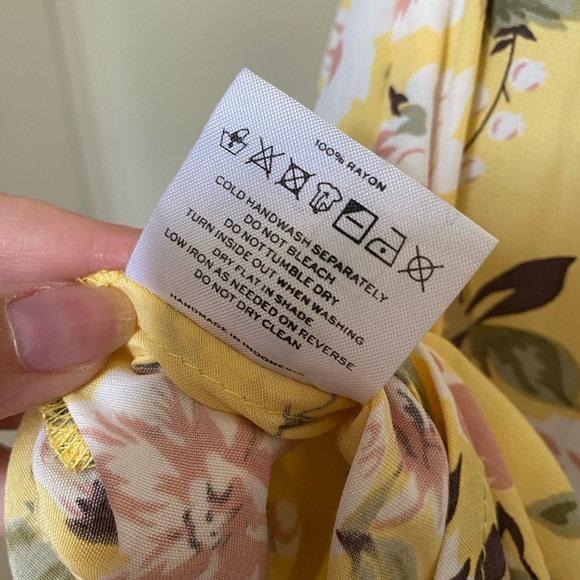 100% RAYON
COLD HANDWASH SEPARATELY
DO NOT BLEACH
DO NOT TUMBLE DRY
TURN INSIDE OUT WHEN WASHING
DRY FLAT IN SHADE
LOW IRON AS NEEDED ON REVERSE
DO NOT DRY CLEAN
HANDMADE IN INDONESIA